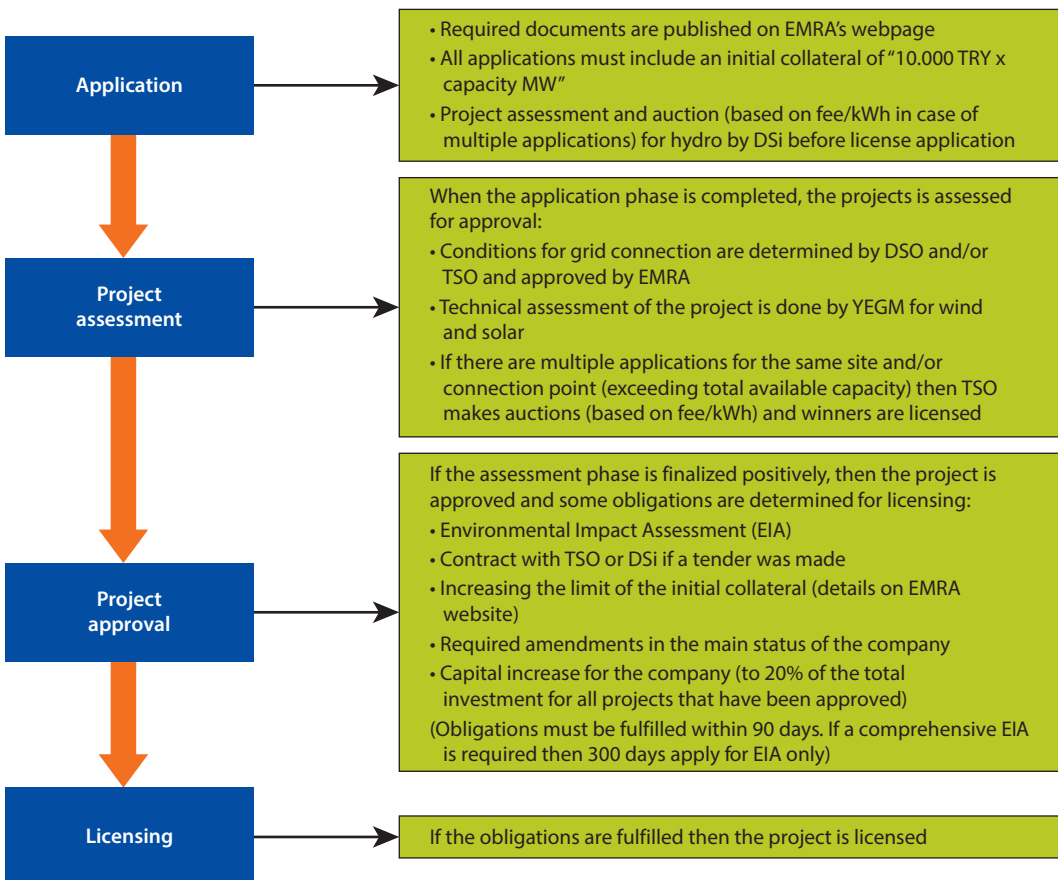 Application
• Required documents are published on EMRA's webpage
• All applications must include an initial collateral of “10.000 TRY x
capacity MW”
• Project assessment and auction (based on fee/kWh in case of
multiple applications) for hydro by DSi before license application
Project
assessment
When the application phase is completed, the projects is assessed
for approval:
• Conditions for grid connection are determined by DSO and/or
TSO and approved by EMRA
• Technical assessment of the project is done by YEGM for wind
and solar
• If there are multiple applications for the same site and/or
connection point (exceeding total available capacity) then TSO
makes auctions (based on fee/kWh) and winners are licensed
Project
approval
If the assessment phase is finalized positively, then the project is
approved and some obligations are determined for licensing:
• Environmental Impact Assessment (EIA)
• Contract with TSO or DSi if a tender was made
• Increasing the limit of the initial collateral (details on EMRA
website)
• Required amendments in the main status of the company
• Capital increase for the company (to 20% of the total
investment for all projects that have been approved)
(Obligations must be fulfilled within 90 days. If a comprehensive EIA
is required then 300 days apply for EIA only)
Licensing
If the obligations are fulfilled then the project is licensed